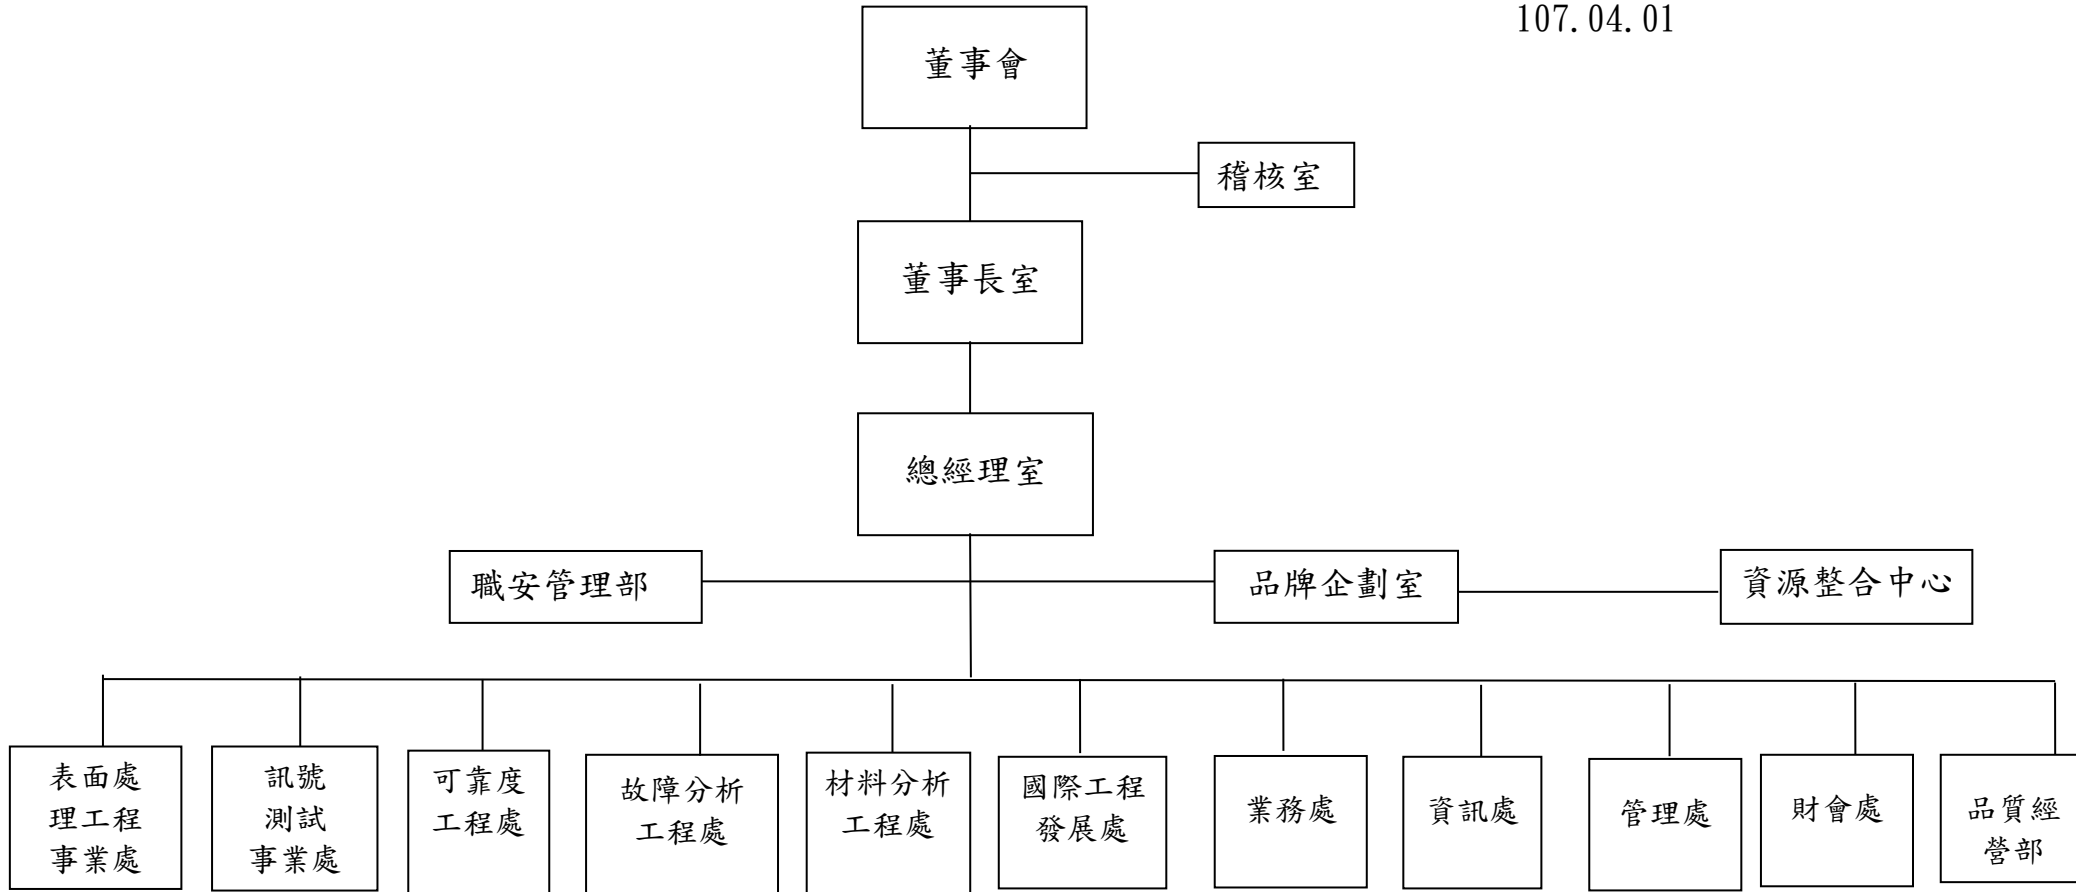 107.04.01
董事會
稽核室
董事長室
總經理室
職安管理部
品牌企劃室
資源整合中心
表面處
理工程
事業處
訊號
測試
事業處
可靠度
工程處
故障分析
工程處
材料分析
工程處
國際工程
發展處
業務處
資訊處
管理處
財會處
品質經
營部